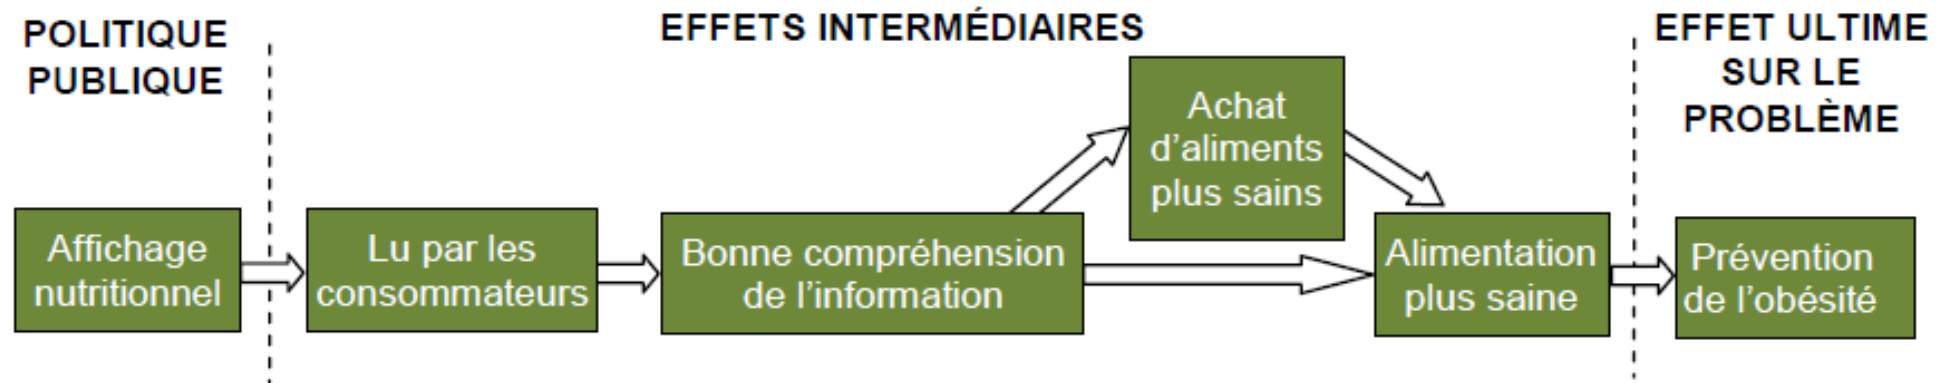 POLITIQUE
PUBLIQUE
EFFETS INTERMÉDIAIRES
EFFET ULTIME
SUR LE
PROBLÈME
Affichage
nutritionnel
Lu par les
consommateurs
Bonne compréhension
de l'information
Achat
d'aliments
plus sains
Alimentation
plus saine
Prévention
de l'obésité